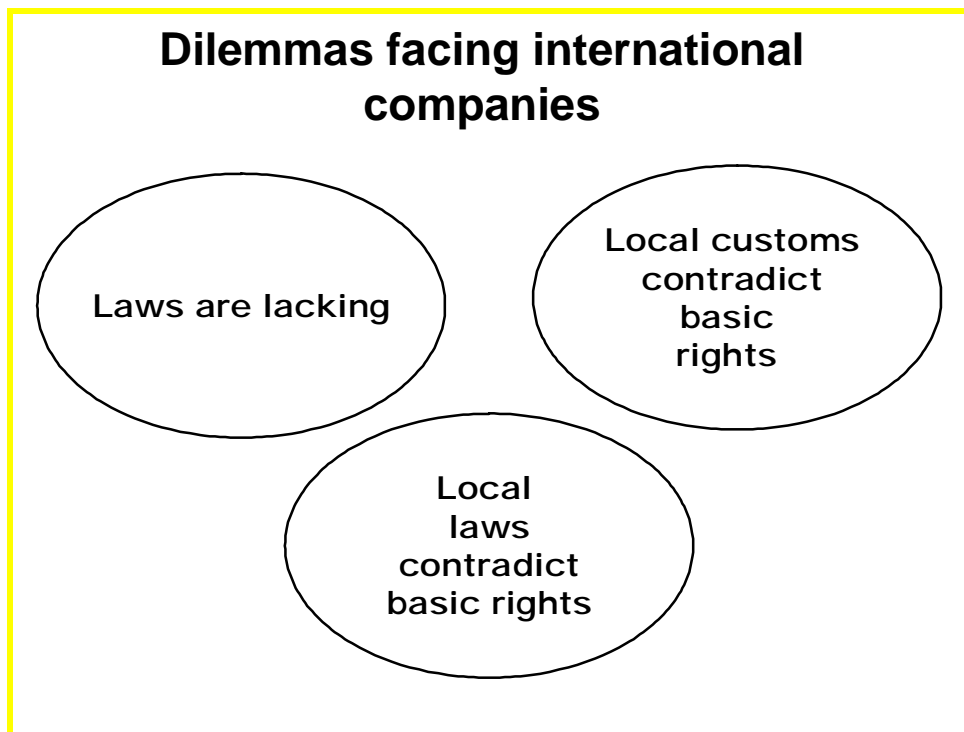 Dilemmas facing international
companies
Laws are lacking
Local customs
contradict
basic
rights
Local
laws
contradict
basic rights